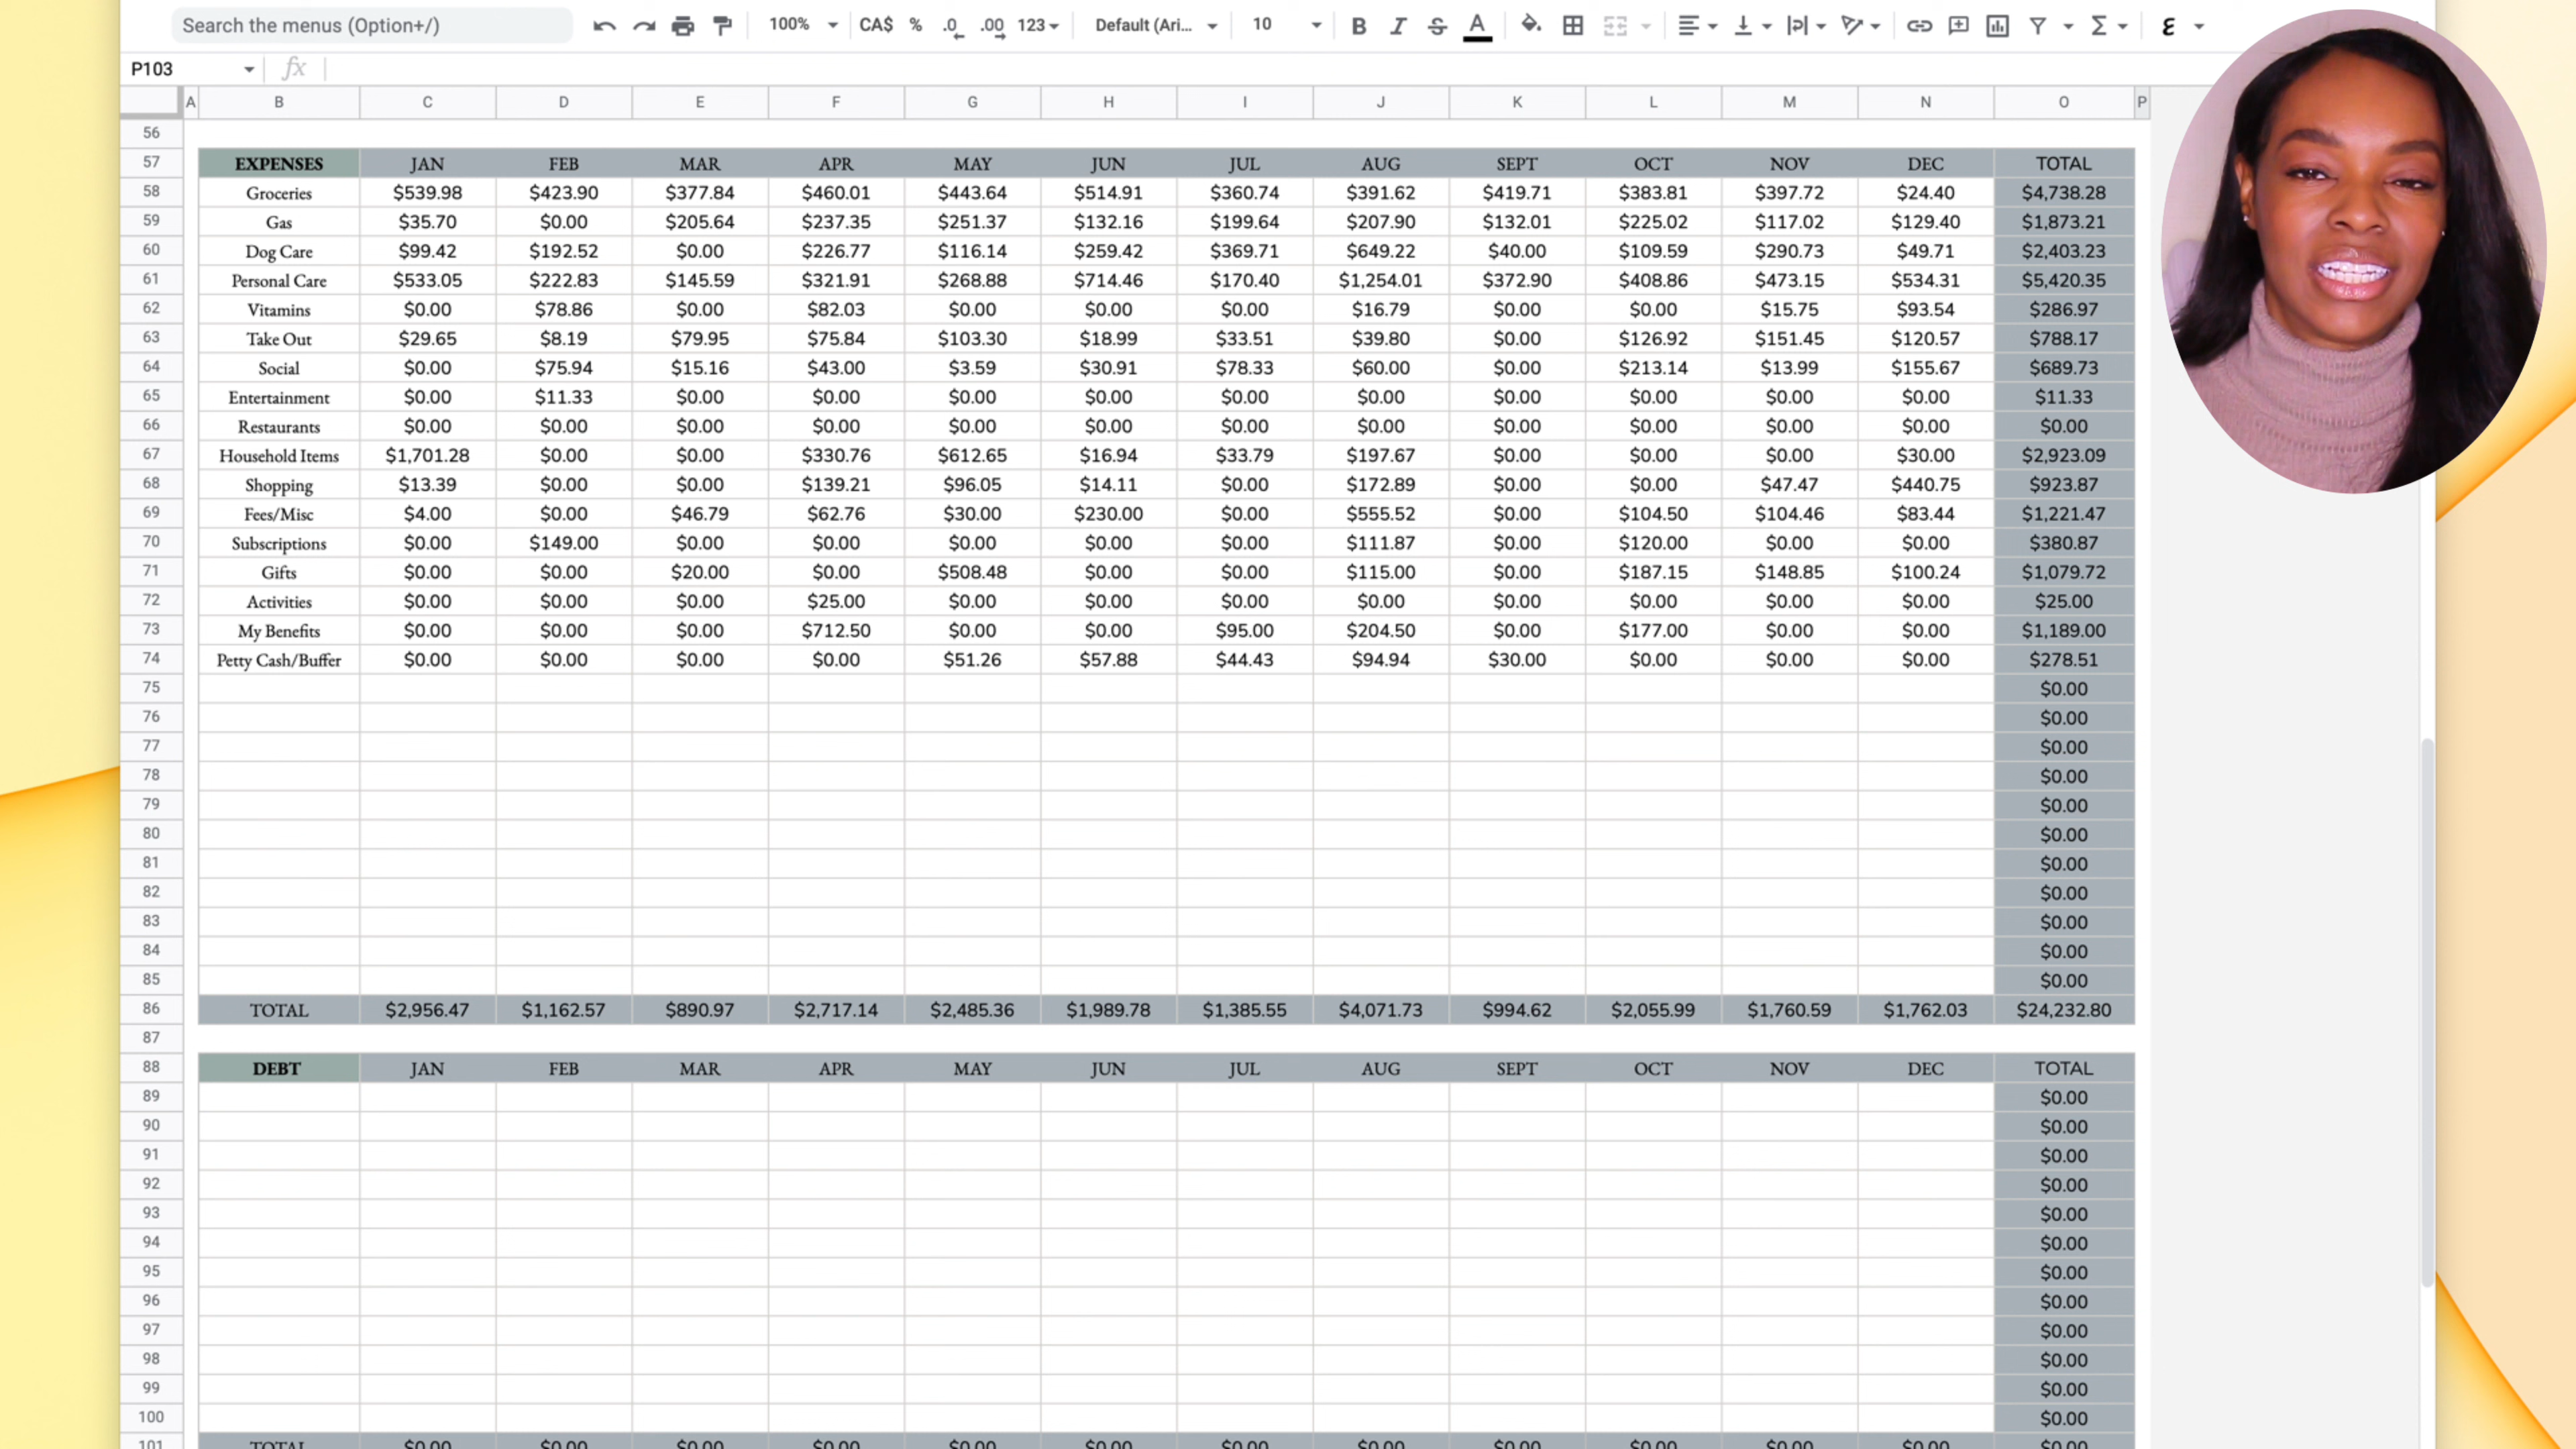 Search the menus (Option+/) 100% CA$ % .0 .00 123 Default (Ari... 10 B I S A Σ ε
P103 fx
A B C D E F G H I J K L M N O P
56
57 EXPENSES JAN FEB MAR APR MAY JUN JUL AUG SEPT OCT NOV DEC TOTAL
58 Groceries $539.98 $423.90 $377.84 $460.01 $443.64 $514.91 $360.74 $391.62 $419.71 $383.81 $397.72 $24.40 $4,738.28
59 Gas $35.70 $0.00 $205.64 $237.35 $251.37 $132.16 $199.64 $207.90 $132.01 $225.02 $117.02 $129.40 $1,873.21
60 Dog Care $99.42 $192.52 $0.00 $226.77 $116.14 $259.42 $369.71 $649.22 $40.00 $109.59 $290.73 $49.71 $2,403.23
61 Personal Care $533.05 $222.83 $145.59 $321.91 $268.88 $714.46 $170.40 $1,254.01 $372.90 $408.86 $473.15 $534.31 $5,420.35
62 Vitamins $0.00 $78.86 $0.00 $82.03 $0.00 $0.00 $0.00 $16.79 $0.00 $0.00 $15.75 $93.54 $286.97
63 Take Out $29.65 $8.19 $79.95 $75.84 $103.30 $18.99 $33.51 $39.80 $0.00 $126.92 $151.45 $120.57 $788.17
64 Social $0.00 $75.94 $15.16 $43.00 $3.59 $30.91 $78.33 $60.00 $0.00 $213.14 $13.99 $155.67 $689.73
65 Entertainment $0.00 $11.33 $0.00 $0.00 $0.00 $0.00 $0.00 $0.00 $0.00 $0.00 $0.00 $0.00 $11.33
66 Restaurants $0.00 $0.00 $0.00 $0.00 $0.00 $0.00 $0.00 $0.00 $0.00 $0.00 $0.00 $0.00 $0.00
67 Household Items $1,701.28 $0.00 $0.00 $330.76 $612.65 $16.94 $33.79 $197.67 $0.00 $0.00 $0.00 $30.00 $2,923.09
68 Shopping $13.39 $0.00 $0.00 $139.21 $96.05 $14.11 $0.00 $172.89 $0.00 $0.00 $47.47 $440.75 $923.87
69 Fees/Misc $4.00 $0.00 $46.79 $62.76 $30.00 $230.00 $0.00 $555.52 $0.00 $104.50 $104.46 $83.44 $1,221.47
70 Subscriptions $0.00 $149.00 $0.00 $0.00 $0.00 $0.00 $0.00 $111.87 $0.00 $120.00 $0.00 $0.00 $380.87
71 Gifts $0.00 $0.00 $20.00 $0.00 $508.48 $0.00 $0.00 $115.00 $0.00 $187.15 $148.85 $100.24 $1,079.72
72 Activities $0.00 $0.00 $0.00 $25.00 $0.00 $0.00 $0.00 $0.00 $0.00 $0.00 $0.00 $0.00 $25.00
73 My Benefits $0.00 $0.00 $0.00 $712.50 $0.00 $0.00 $95.00 $204.50 $0.00 $177.00 $0.00 $0.00 $1,189.00
74 Petty Cash/Buffer $0.00 $0.00 $0.00 $0.00 $51.26 $57.88 $44.43 $94.94 $30.00 $0.00 $0.00 $0.00 $278.51
75 $0.00
76 $0.00
77 $0.00
78 $0.00
79 $0.00
80 $0.00
81 $0.00
82 $0.00
83 $0.00
84 $0.00
85 $0.00
86 TOTAL $2,956.47 $1,162.57 $890.97 $2,717.14 $2,485.36 $1,989.78 $1,385.55 $4,071.73 $994.62 $2,055.99 $1,760.59 $1,762.03 $24,232.80
87
88 DEBT JAN FEB MAR APR MAY JUN JUL AUG SEPT OCT NOV DEC TOTAL
89 $0.00
90 $0.00
91 $0.00
92 $0.00
93 $0.00
94 $0.00
95 $0.00
96 $0.00
97 $0.00
98 $0.00
99 $0.00
100 $0.00
101 TOTAL $0.00 $0.00 $0.00 $0.00 $0.00 $0.00 $0.00 $0.00 $0.00 $0.00 $0.00 $0.00 $0.00